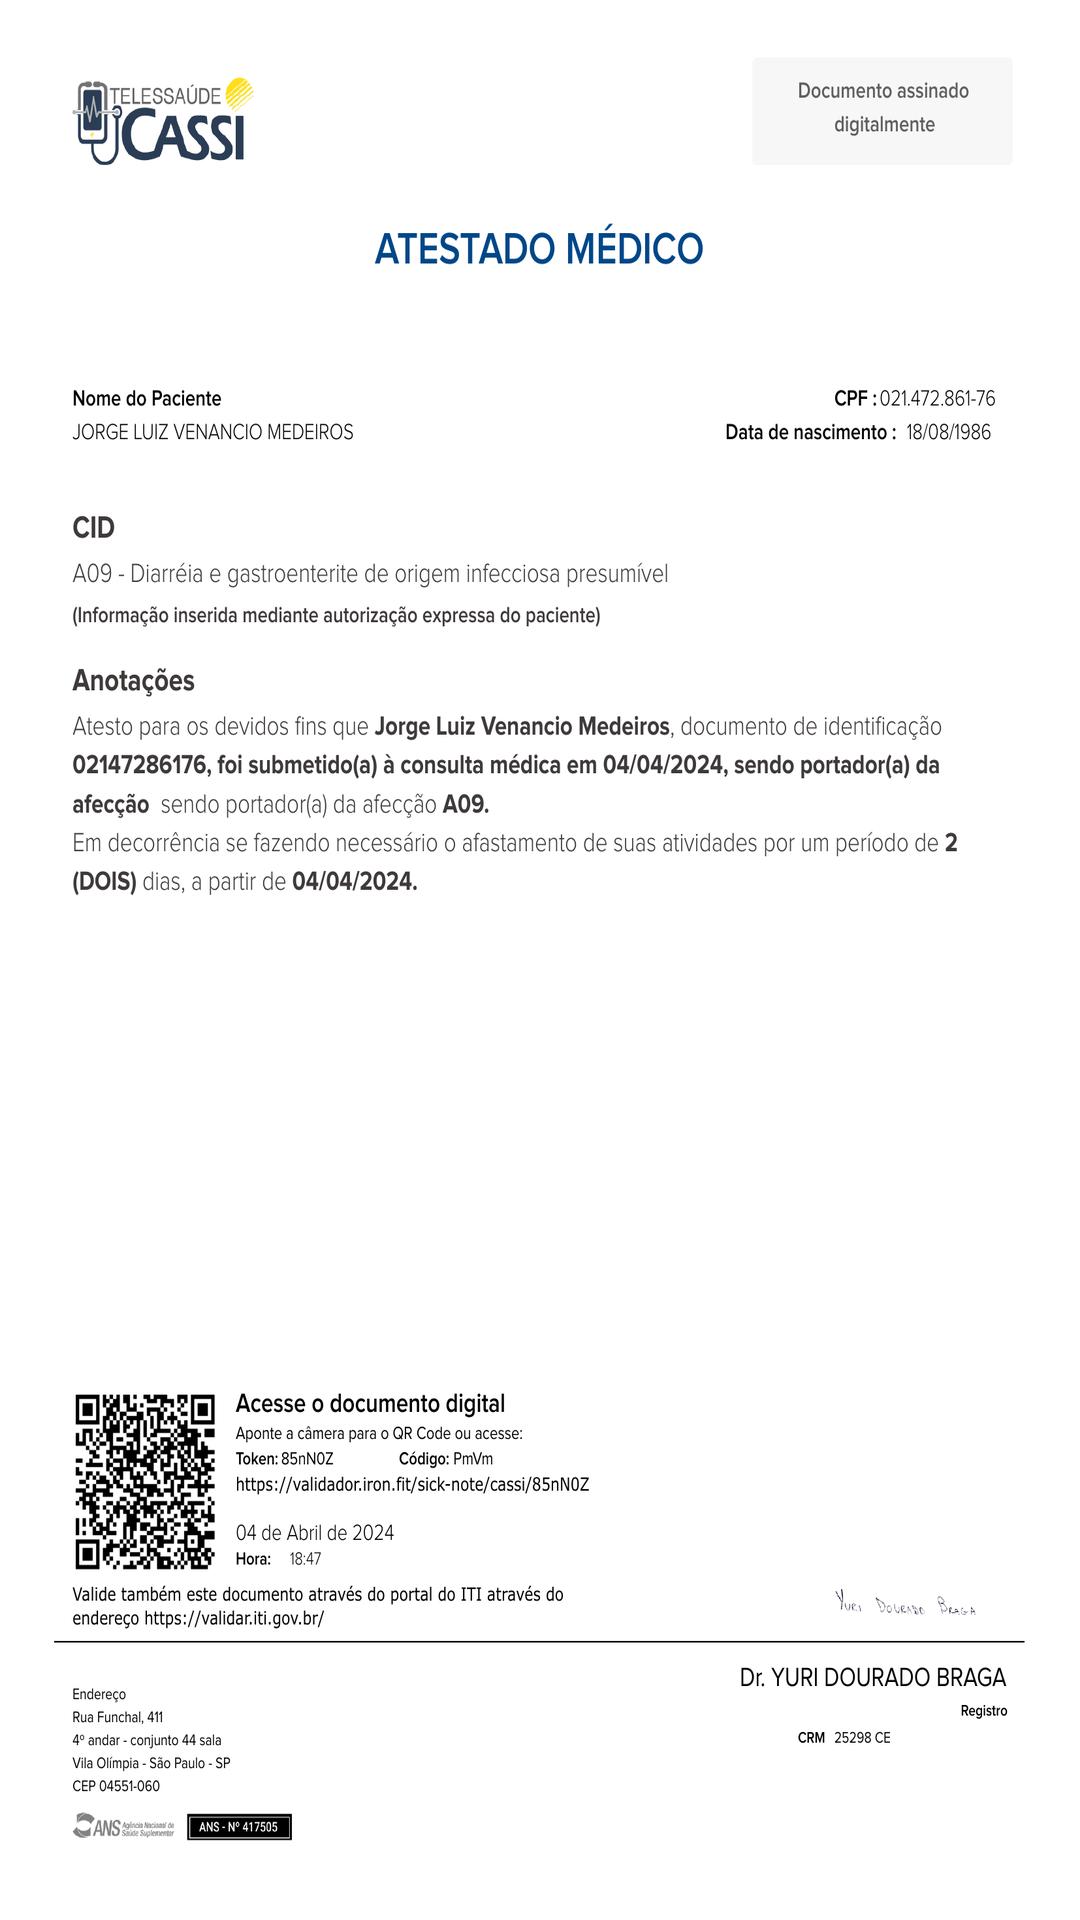 TELESSAÚDE
CASSI
Documento assinado
digitalmente
ATESTADO MÉDICO
Nome do Paciente
JORGE LUIZ VENANCIO MEDEIROS
CPF : 021.472.861-76
Data de nascimento : 18/08/1986
CID
A09 - Diarréia e gastroenterite de origem infecciosa presumível
(Informação inserida mediante autorização expressa do paciente)
Anotações
Atesto para os devidos fins que Jorge Luiz Venancio Medeiros, documento de identificação
02147286176, foi submetido(a) à consulta médica em 04/04/2024, sendo portador(a) da
afecção sendo portador(a) da afecção A09.
Em decorrência se fazendo necessário o afastamento de suas atividades por um período de 2
(DOIS) dias, a partir de 04/04/2024.
Acesse o documento digital
Aponte a câmera para o QR Code ou acesse:
Token: 85nN0Z Código: PmVm
https://validador.iron.fit/sick-note/cassi/85nN0Z
04 de Abril de 2024
Hora: 18:47
Valide também este documento através do portal do ITI através do
endereço https://validar.iti.gov.br/
Yuri Dourado Braga
Dr. YURI DOURADO BRAGA
Registro
CRM 25298 CE
Endereço
Rua Funchal, 411
4º andar - conjunto 44 sala
Vila Olímpia - São Paulo - SP
CEP 04551-060
ANS Agência Nacional de
Saúde Suplementar
ANS - Nº 417505